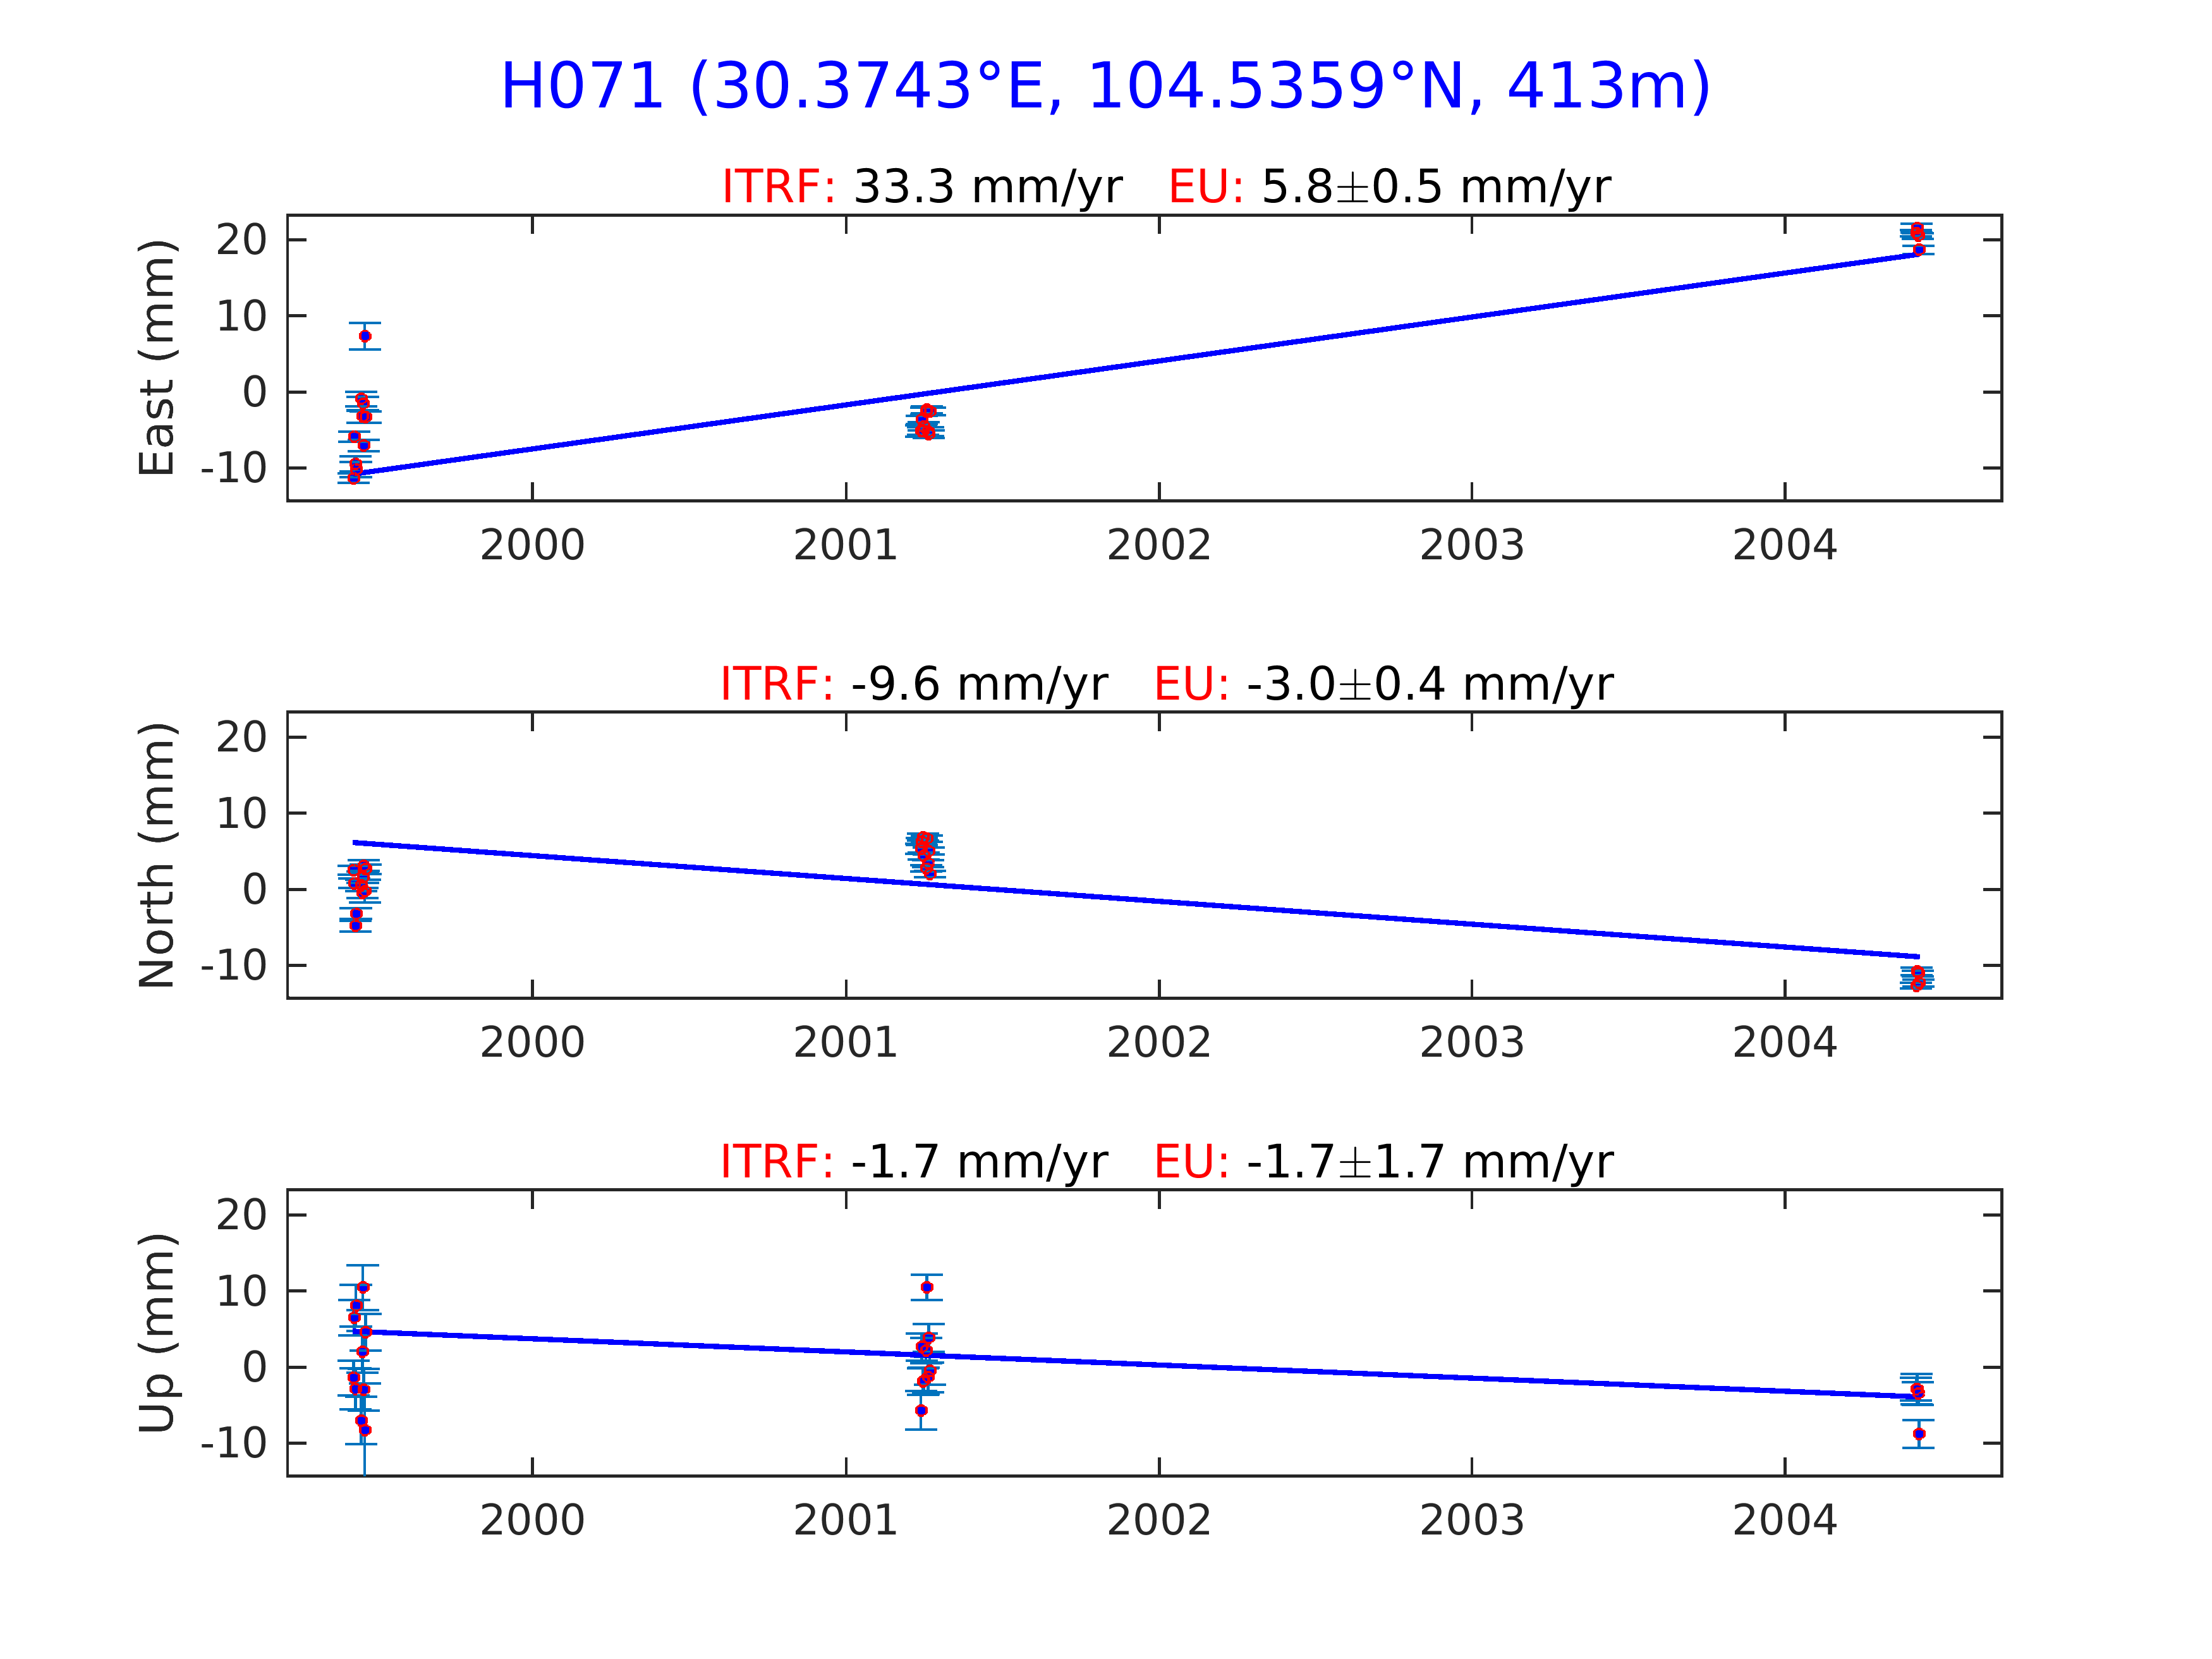 H071 (30.3743°E, 104.5359°N, 413m)
ITRF: 33.3 mm/yr EU: 5.8±0.5 mm/yr
East (mm)
20
10
0
-10
2000 2001 2002 2003 2004
ITRF: -9.6 mm/yr EU: -3.0±0.4 mm/yr
North (mm)
20
10
0
-10
2000 2001 2002 2003 2004
ITRF: -1.7 mm/yr EU: -1.7±1.7 mm/yr
Up (mm)
20
10
0
-10
2000 2001 2002 2003 2004